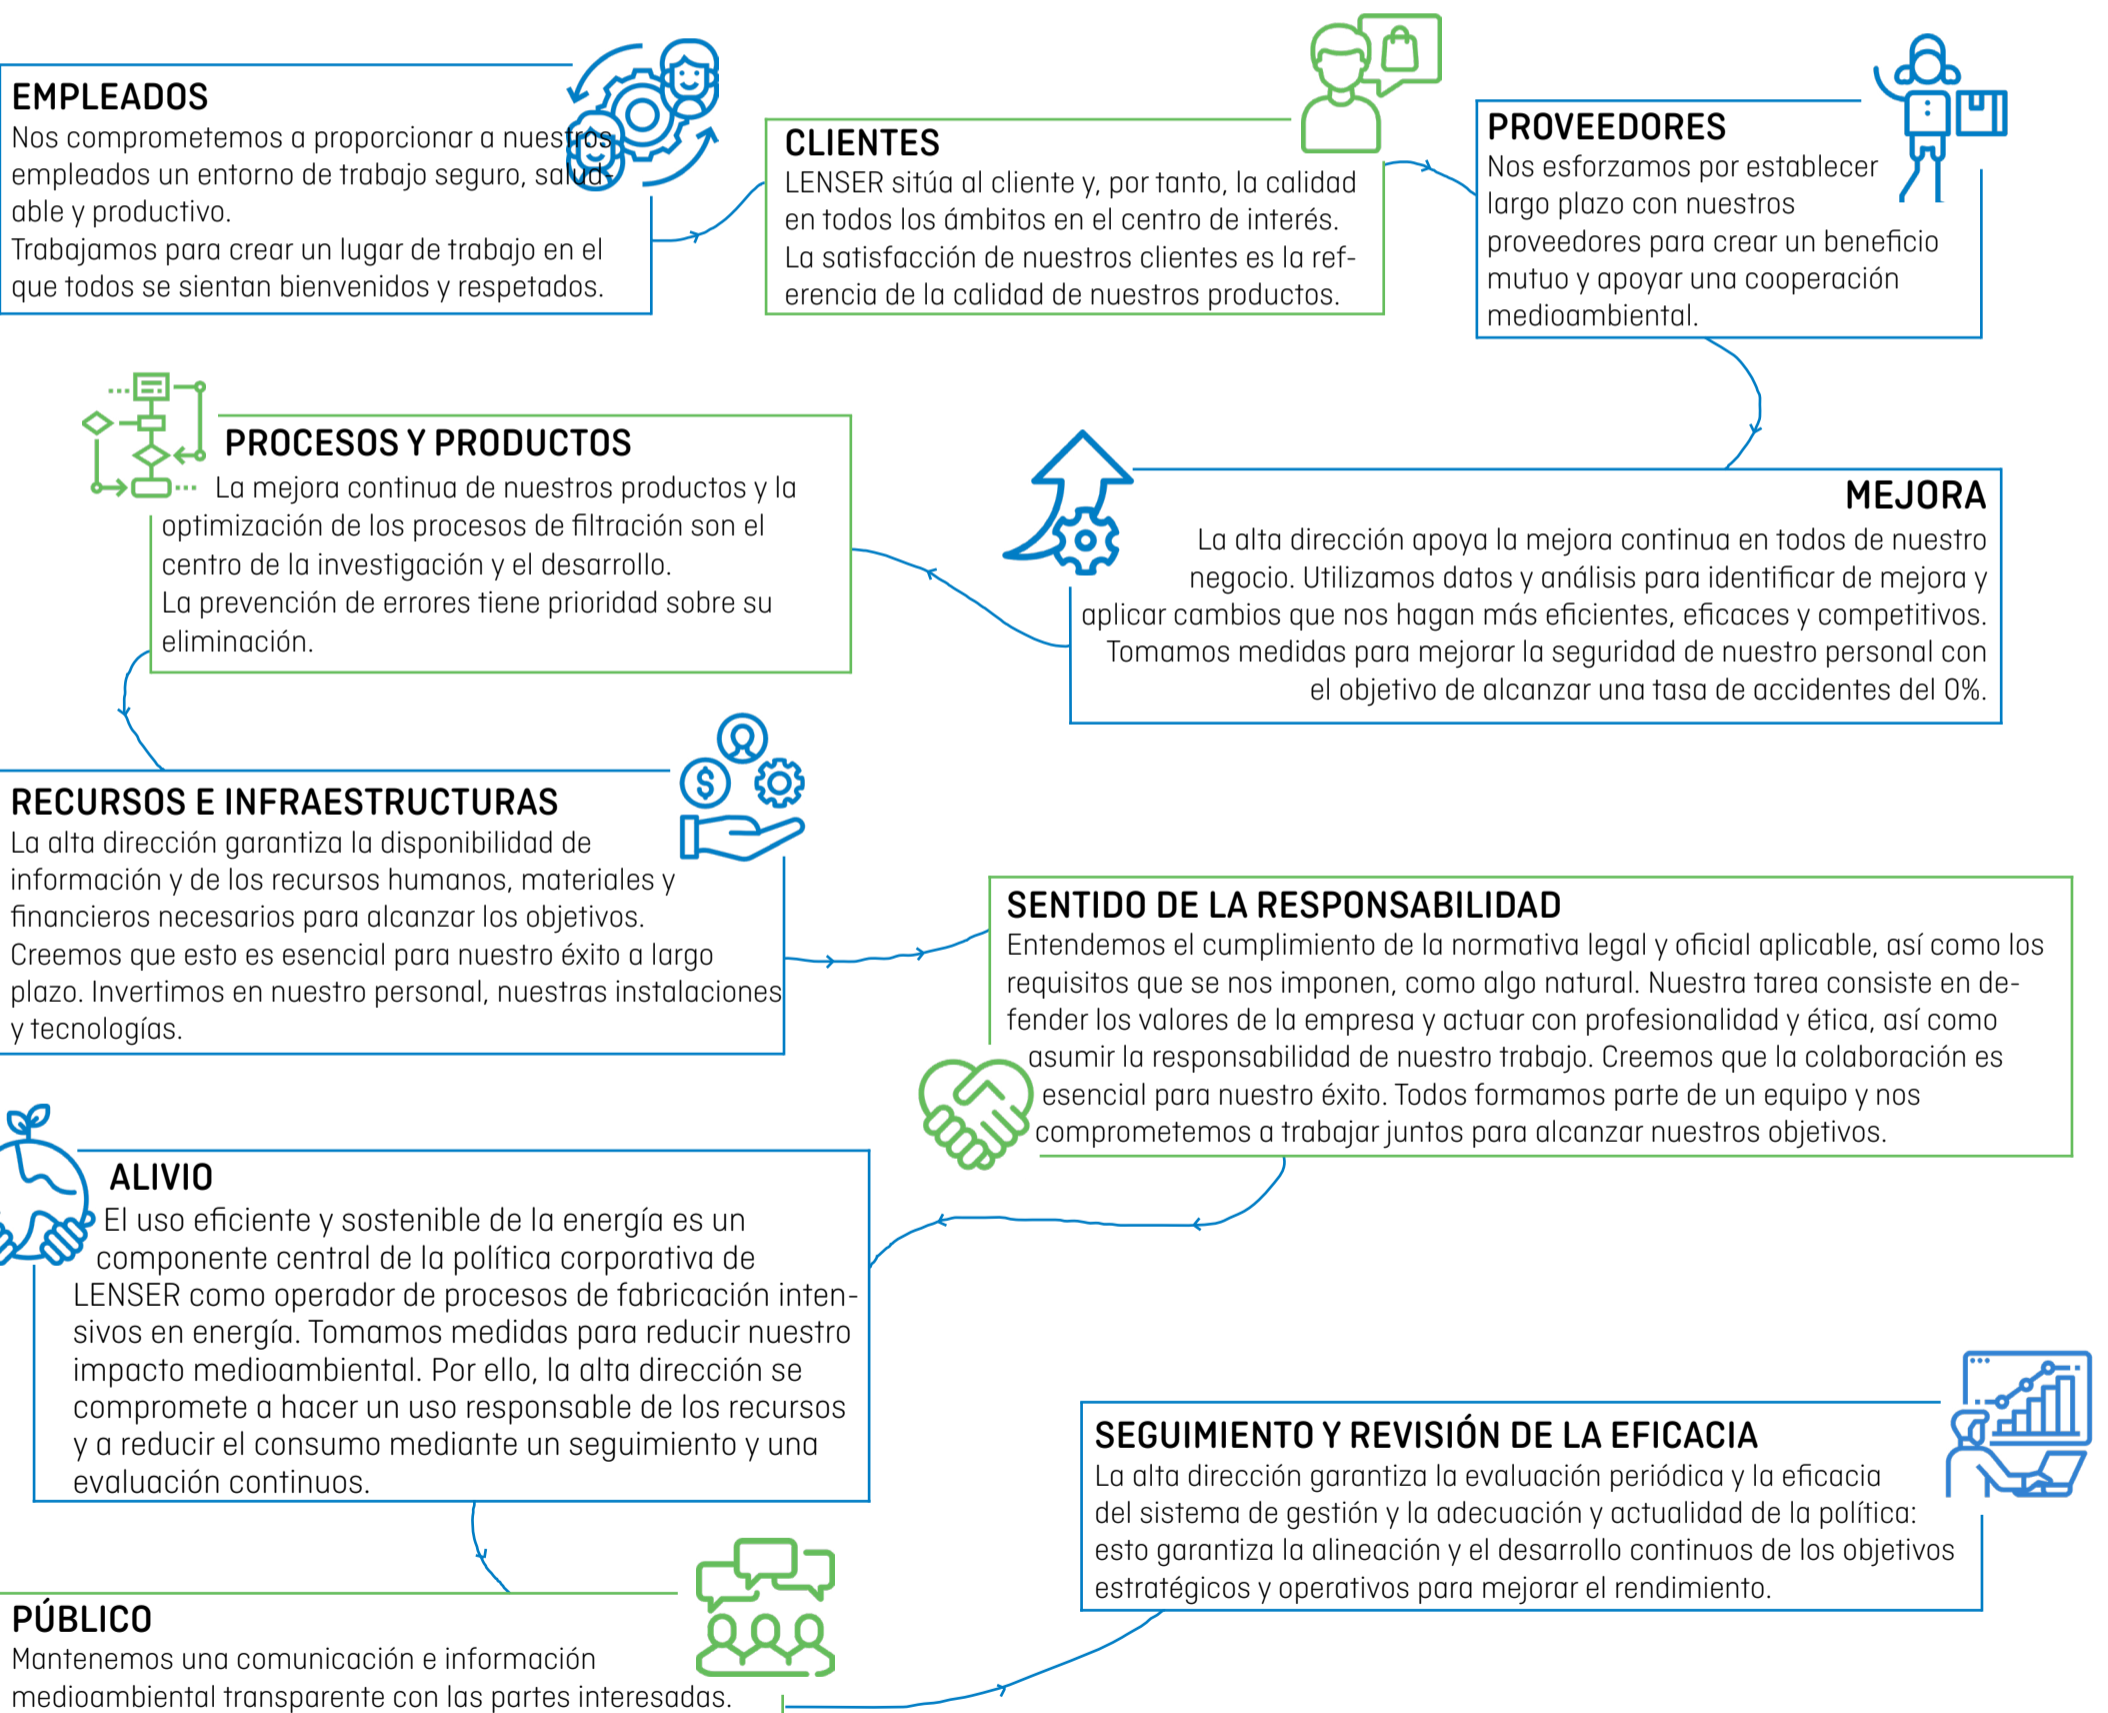 EMPLEADOS
Nos comprometemos a proporcionar a nuestros
empleados un entorno de trabajo seguro, salud-
able y productivo.
Trabajamos para crear un lugar de trabajo en el
que todos se sientan bienvenidos y respetados.
CLIENTES
LENSER sitúa al cliente y, por tanto, la calidad
en todos los ámbitos en el centro de interés.
La satisfacción de nuestros clientes es la ref-
erencia de la calidad de nuestros productos.
PROVEEDORES
Nos esforzamos por establecer
largo plazo con nuestros
proveedores para crear un beneficio
mutuo y apoyar una cooperación
medioambiental.
MEJORA
La alta dirección apoya la mejora continua en todos de nuestro
negocio. Utilizamos datos y análisis para identificar de mejora y
aplicar cambios que nos hagan más eficientes, eficaces y competitivos.
Tomamos medidas para mejorar la seguridad de nuestro personal con
el objetivo de alcanzar una tasa de accidentes del 0%.
PROCESOS Y PRODUCTOS
La mejora continua de nuestros productos y la
optimización de los procesos de filtración son el
centro de la investigación y el desarrollo.
La prevención de errores tiene prioridad sobre su
eliminación.
RECURSOS E INFRAESTRUCTURAS
La alta dirección garantiza la disponibilidad de
información y de los recursos humanos, materiales y
financieros necesarios para alcanzar los objetivos.
Creemos que esto es esencial para nuestro éxito a largo
plazo. Invertimos en nuestro personal, nuestras instalaciones
y tecnologías.
SENTIDO DE LA RESPONSABILIDAD
Entendemos el cumplimiento de la normativa legal y oficial aplicable, así como los
requisitos que se nos imponen, como algo natural. Nuestra tarea consiste en de-
fender los valores de la empresa y actuar con profesionalidad y ética, así como
asumir la responsabilidad de nuestro trabajo. Creemos que la colaboración es
esencial para nuestro éxito. Todos formamos parte de un equipo y nos
comprometemos a trabajar juntos para alcanzar nuestros objetivos.
ALIVIO
El uso eficiente y sostenible de la energía es un
componente central de la política corporativa de
LENSER como operador de procesos de fabricación inten-
sivos en energía. Tomamos medidas para reducir nuestro
impacto medioambiental. Por ello, la alta dirección se
compromete a hacer un uso responsable de los recursos
y a reducir el consumo mediante un seguimiento y una
evaluación continuos.
PÚBLICO
Mantenemos una comunicación e información
medioambiental transparente con las partes interesadas.
SEGUIMIENTO Y REVISIÓN DE LA EFICACIA
La alta dirección garantiza la evaluación periódica y la eficacia
del sistema de gestión y la adecuación y actualidad de la política:
esto garantiza la alineación y el desarrollo continuos de los objetivos
estratégicos y operativos para mejorar el rendimiento.